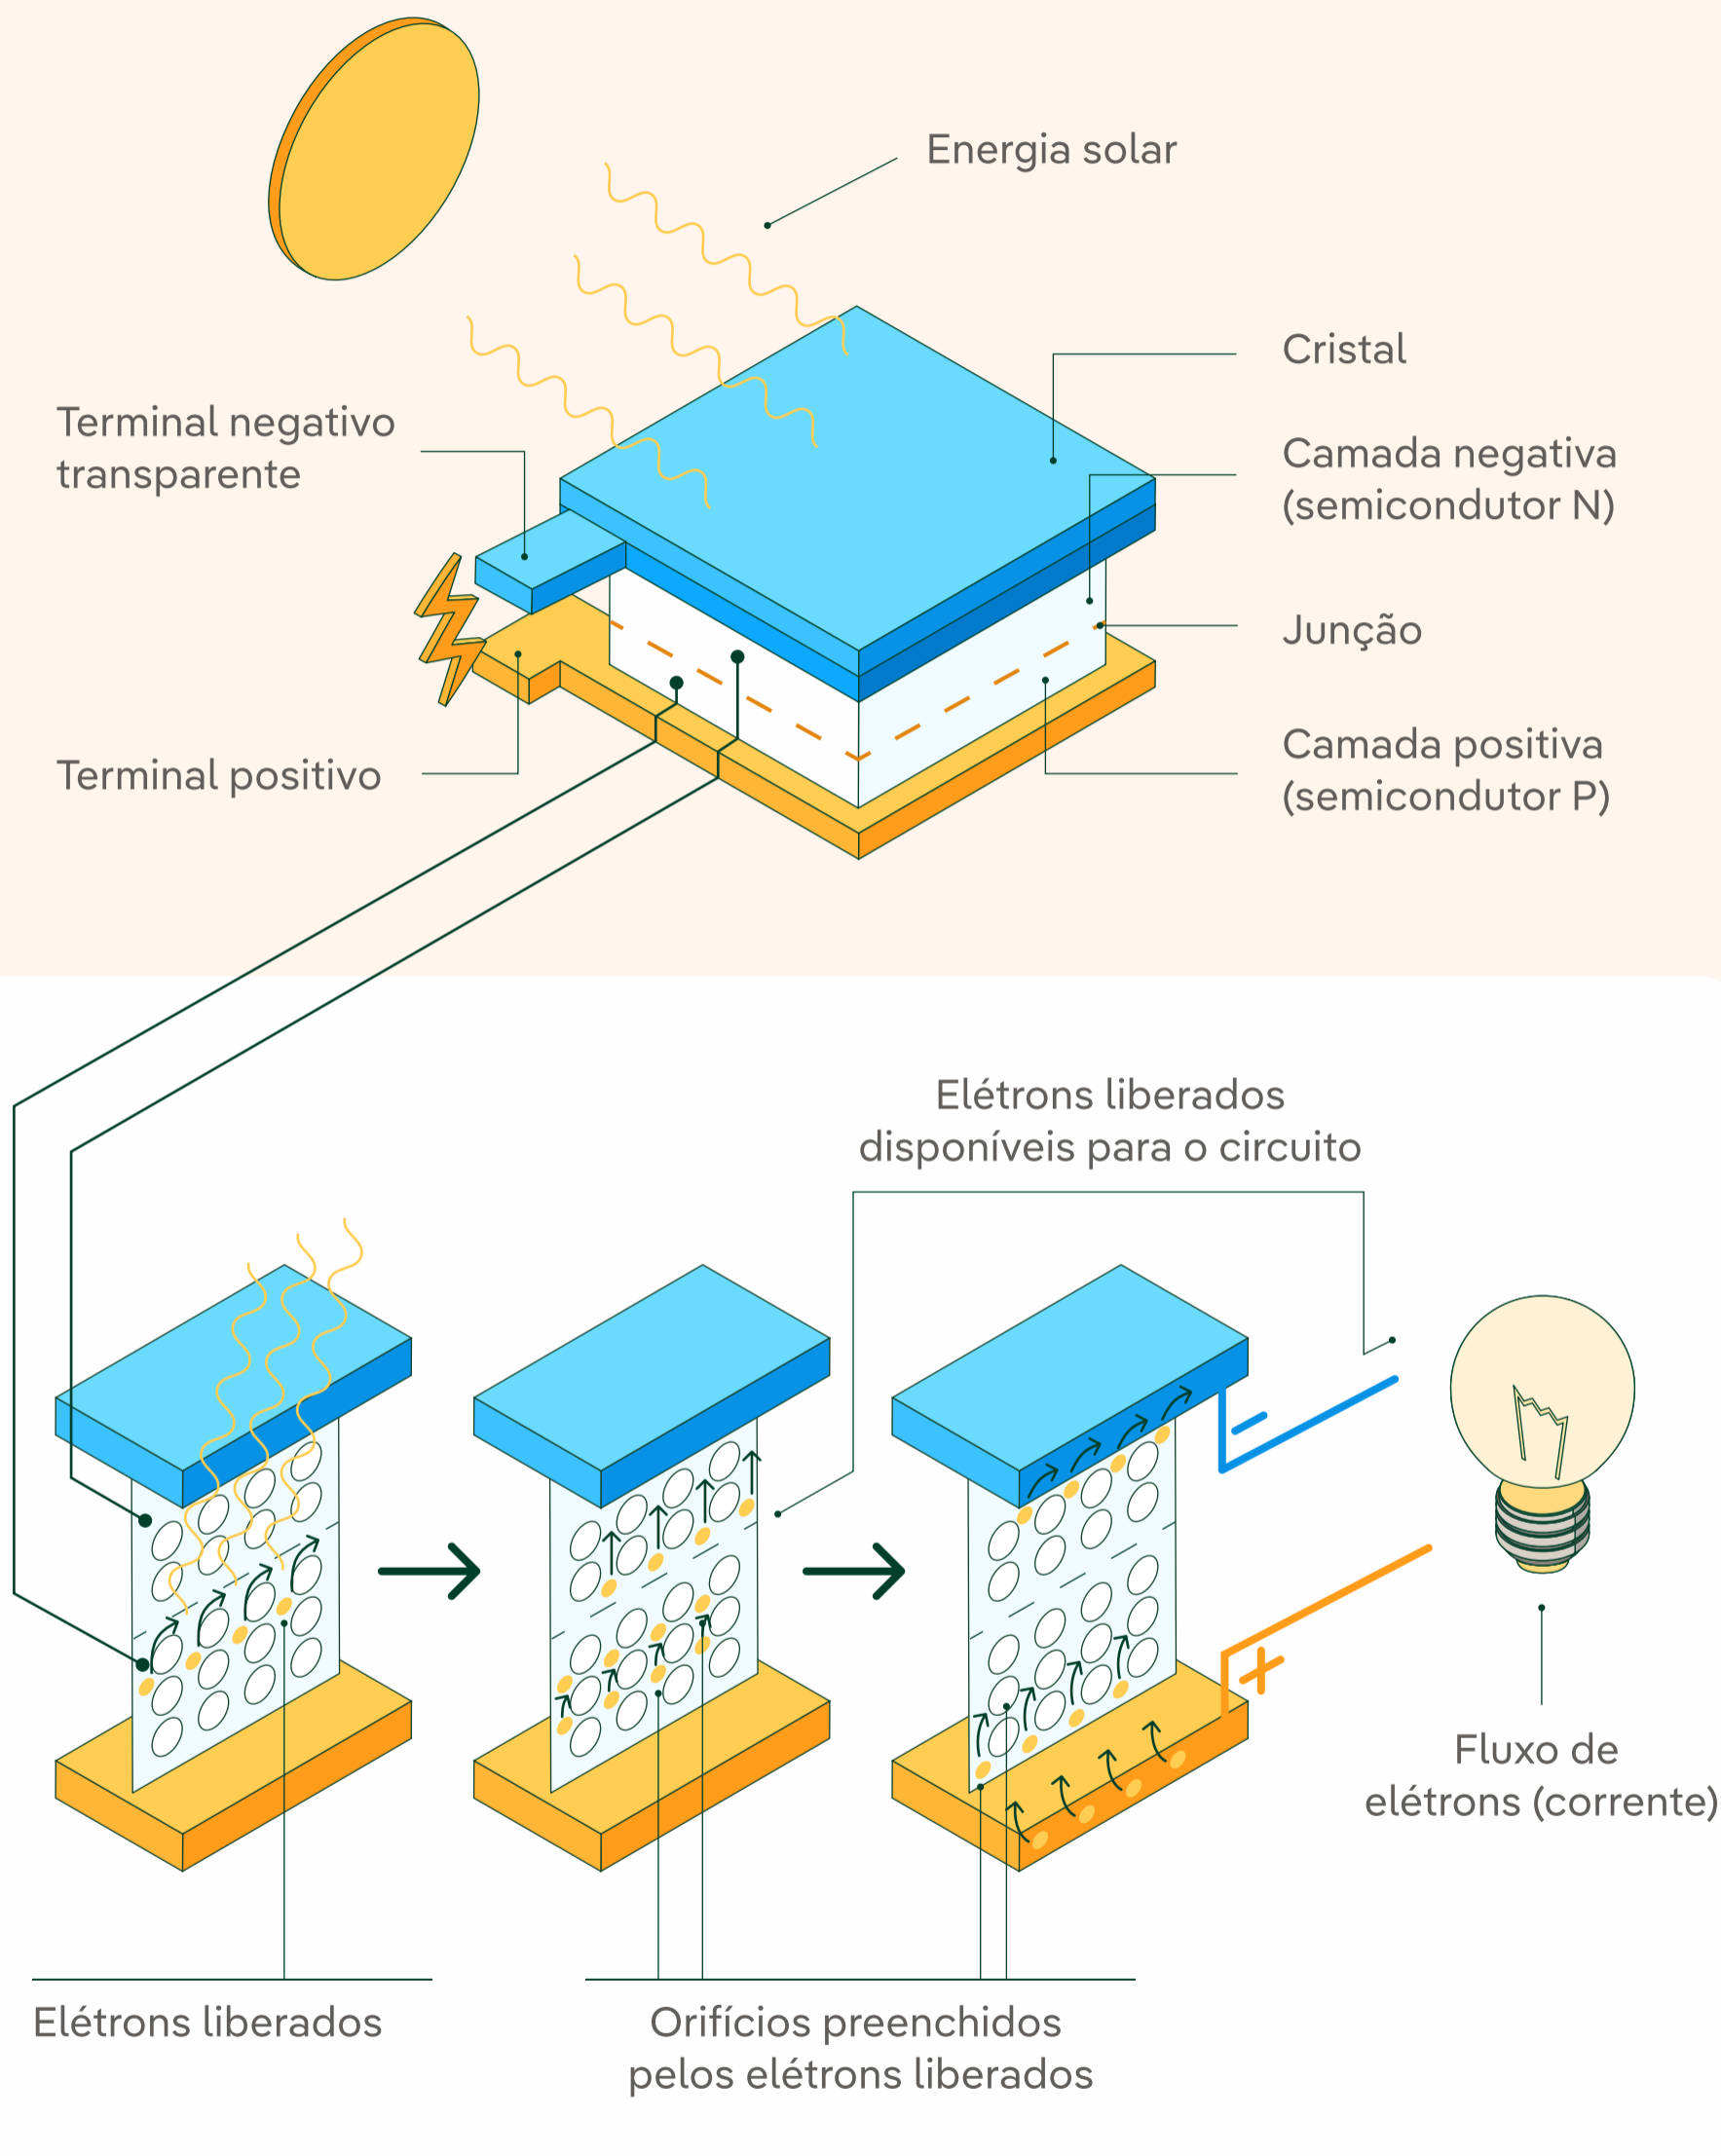 Energia solar
Cristal
Terminal negativo
transparente
Camada negativa
(semicondutor N)
Junção
Camada positiva
(semicondutor P)
Terminal positivo
Elétrons liberados
disponíveis para o circuito
Fluxo de
elétrons (corrente)
Elétrons liberados
Orifícios preenchidos
pelos elétrons liberados